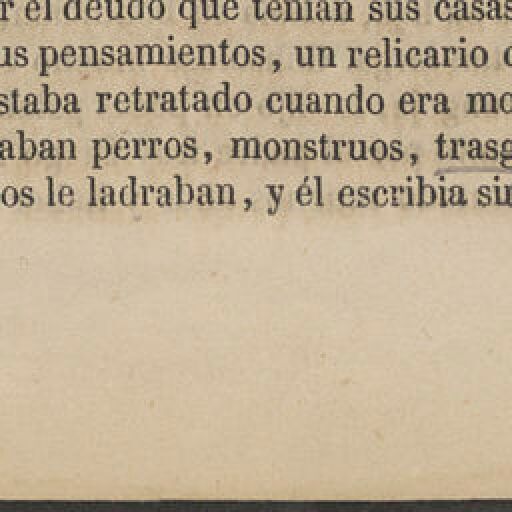 r el deudo que tenian sus casas
us pensamientos, un relicario
staba retratado cuando era mo
aban perros, monstruos, trasg
os le ladraban, y él escribia sin